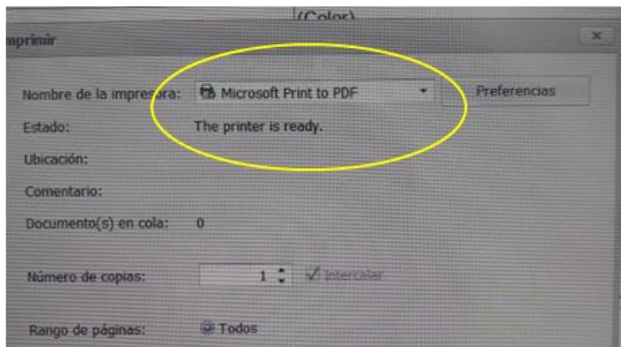 (Color)
mprimir
Nombre de la impresora: Microsoft Print to PDF Preferencias
Estado: The printer is ready.
Ubicación:
Comentario:
Documento(s) en cola: 0
Número de copias: 1 Intercalar
Rango de páginas: Todos